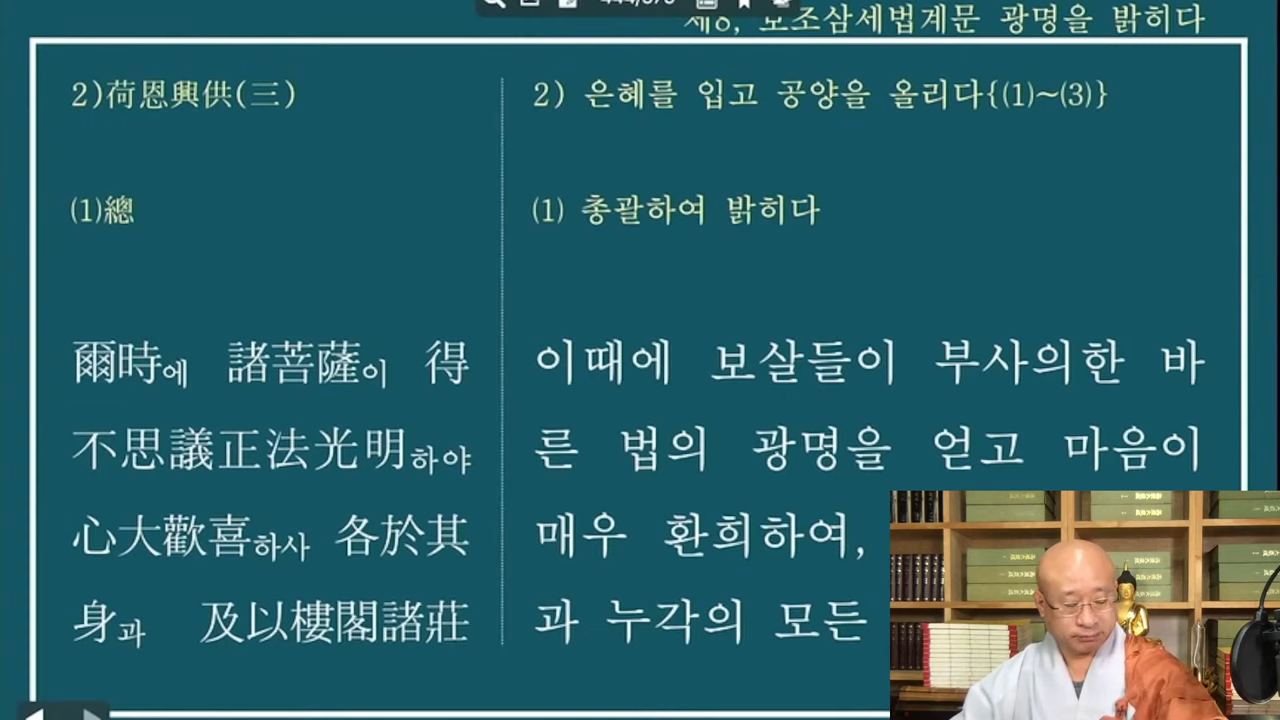 제8, 보조삼세법계문 광명을 밝히다
2)荷恩興供(三)
(1)總
爾時에 諸菩薩이 得
不思議正法光明하야
心大歡喜하사 各於其
身과 及以樓閣諸莊
2) 은혜를 입고 공양을 올리다{(1)~(3)}
(1) 총괄하여 밝히다
이때에 보살들이 부사의한 바
른 법의 광명을 얻고 마음이
매우 환희하여,
과 누각의 모든